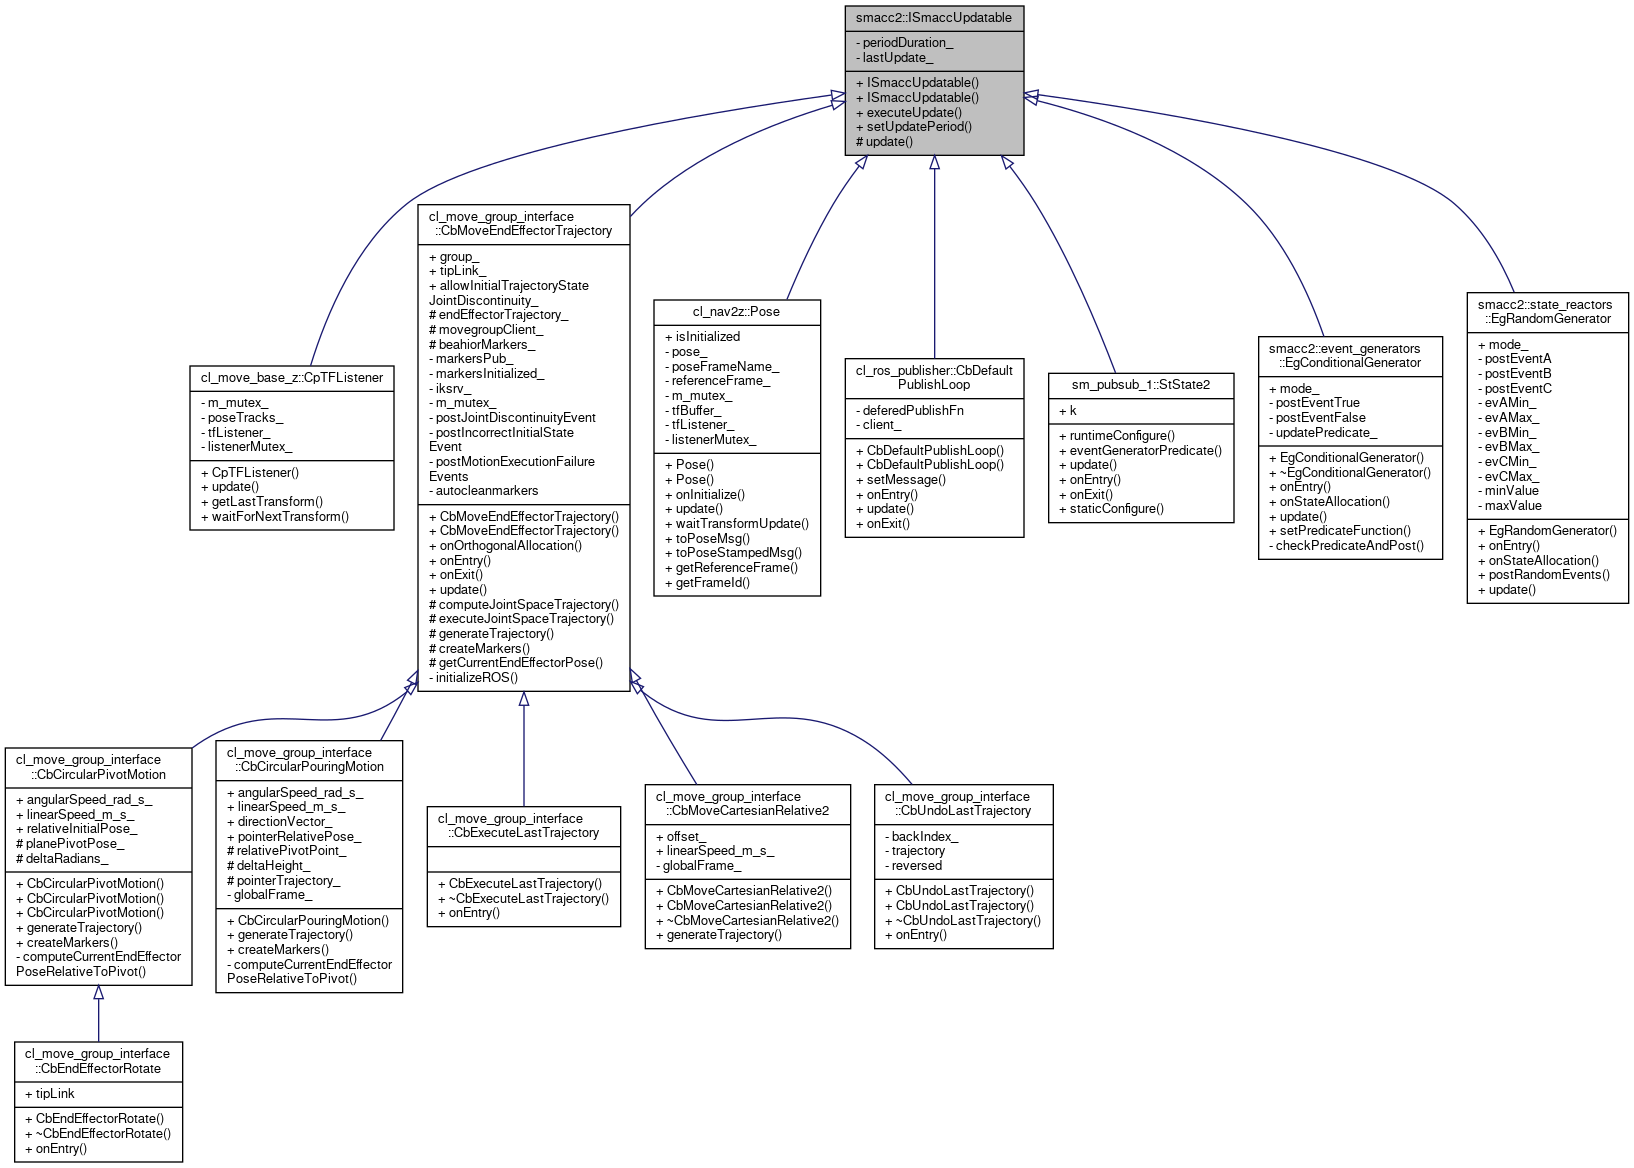 smacc2::ISmaccUpdatable
- periodDuration_
- lastUpdate_
+ ISmaccUpdatable()
+ ISmaccUpdatable()
+ executeUpdate()
+ setUpdatePeriod()
# update()
cl_move_base_z::CpTFListener
- m_mutex_
- poseTracks_
- tfListener_
- listenerMutex_
+ CpTFListener()
+ update()
+ getLastTransform()
+ waitForNextTransform()
cl_move_group_interface
::CbMoveEndEffectorTrajectory
+ group_
+ tipLink_
+ allowInitialTrajectoryState
JointDiscontinuity_
# endEffectorTrajectory_
# movegroupClient_
# beahiorMarkers_
- markersPub_
- markersInitialized_
- iksrv_
- m_mutex_
- postJointDiscontinuityEvent
- postIncorrectInitialState
Event
- postMotionExecutionFailure
Events
- autocleanmarkers
+ CbMoveEndEffectorTrajectory()
+ CbMoveEndEffectorTrajectory()
+ onOrthogonalAllocation()
+ onEntry()
+ onExit()
+ update()
# computeJointSpaceTrajectory()
# executeJointSpaceTrajectory()
# generateTrajectory()
# createMarkers()
# getCurrentEndEffectorPose()
- initializeROS()
cl_nav2z::Pose
+ isInitialized
- pose_
- poseFrameName_
- referenceFrame_
- m_mutex_
- tfBuffer_
- tfListener_
- listenerMutex_
+ Pose()
+ Pose()
+ onInitialize()
+ update()
+ waitTransformUpdate()
+ toPoseMsg()
+ toPoseStampedMsg()
+ getReferenceFrame()
+ getFrameId()
cl_ros_publisher::CbDefault
PublishLoop
- deferedPublishFn
- client_
+ CbDefaultPublishLoop()
+ CbDefaultPublishLoop()
+ setMessage()
+ onEntry()
+ update()
+ onExit()
sm_pubsub_1::StState2
+ k
+ runtimeConfigure()
+ eventGeneratorPredicate()
+ update()
+ onEntry()
+ onExit()
+ staticConfigure()
smacc2::event_generators
::EgConditionalGenerator
+ mode_
- postEventTrue
- postEventFalse
- updatePredicate_
+ EgConditionalGenerator()
+ ~EgConditionalGenerator()
+ onEntry()
+ onStateAllocation()
+ update()
+ setPredicateFunction()
- checkPredicateAndPost()
smacc2::state_reactors
::EgRandomGenerator
+ mode_
- postEventA
- postEventB
- postEventC
- evAMin_
- evAMax_
- evBMin_
- evBMax_
- evCMin_
- evCMax_
- minValue
- maxValue
+ EgRandomGenerator()
+ onEntry()
+ onStateAllocation()
+ postRandomEvents()
+ update()
cl_move_group_interface
::CbCircularPivotMotion
+ angularSpeed_rad_s_
+ linearSpeed_m_s_
+ relativeInitialPose_
# planePivotPose_
# deltaRadians_
+ CbCircularPivotMotion()
+ CbCircularPivotMotion()
+ CbCircularPivotMotion()
+ generateTrajectory()
+ createMarkers()
- computeCurrentEndEffector
PoseRelativeToPivot()
cl_move_group_interface
::CbCircularPouringMotion
+ angularSpeed_rad_s_
+ linearSpeed_m_s_
+ directionVector_
+ pointerRelativePose_
# relativePivotPoint_
# deltaHeight_
# pointerTrajectory_
- globalFrame_
+ CbCircularPouringMotion()
+ generateTrajectory()
+ createMarkers()
- computeCurrentEndEffector
PoseRelativeToPivot()
cl_move_group_interface
::CbExecuteLastTrajectory
+ CbExecuteLastTrajectory()
+ ~CbExecuteLastTrajectory()
+ onEntry()
cl_move_group_interface
::CbMoveCartesianRelative2
+ offset_
+ linearSpeed_m_s_
- globalFrame_
+ CbMoveCartesianRelative2()
+ CbMoveCartesianRelative2()
+ ~CbMoveCartesianRelative2()
+ generateTrajectory()
cl_move_group_interface
::CbUndoLastTrajectory
- backIndex_
- trajectory
- reversed
+ CbUndoLastTrajectory()
+ CbUndoLastTrajectory()
+ ~CbUndoLastTrajectory()
+ onEntry()
cl_move_group_interface
::CbEndEffectorRotate
+ tipLink
+ CbEndEffectorRotate()
+ ~CbEndEffectorRotate()
+ onEntry()